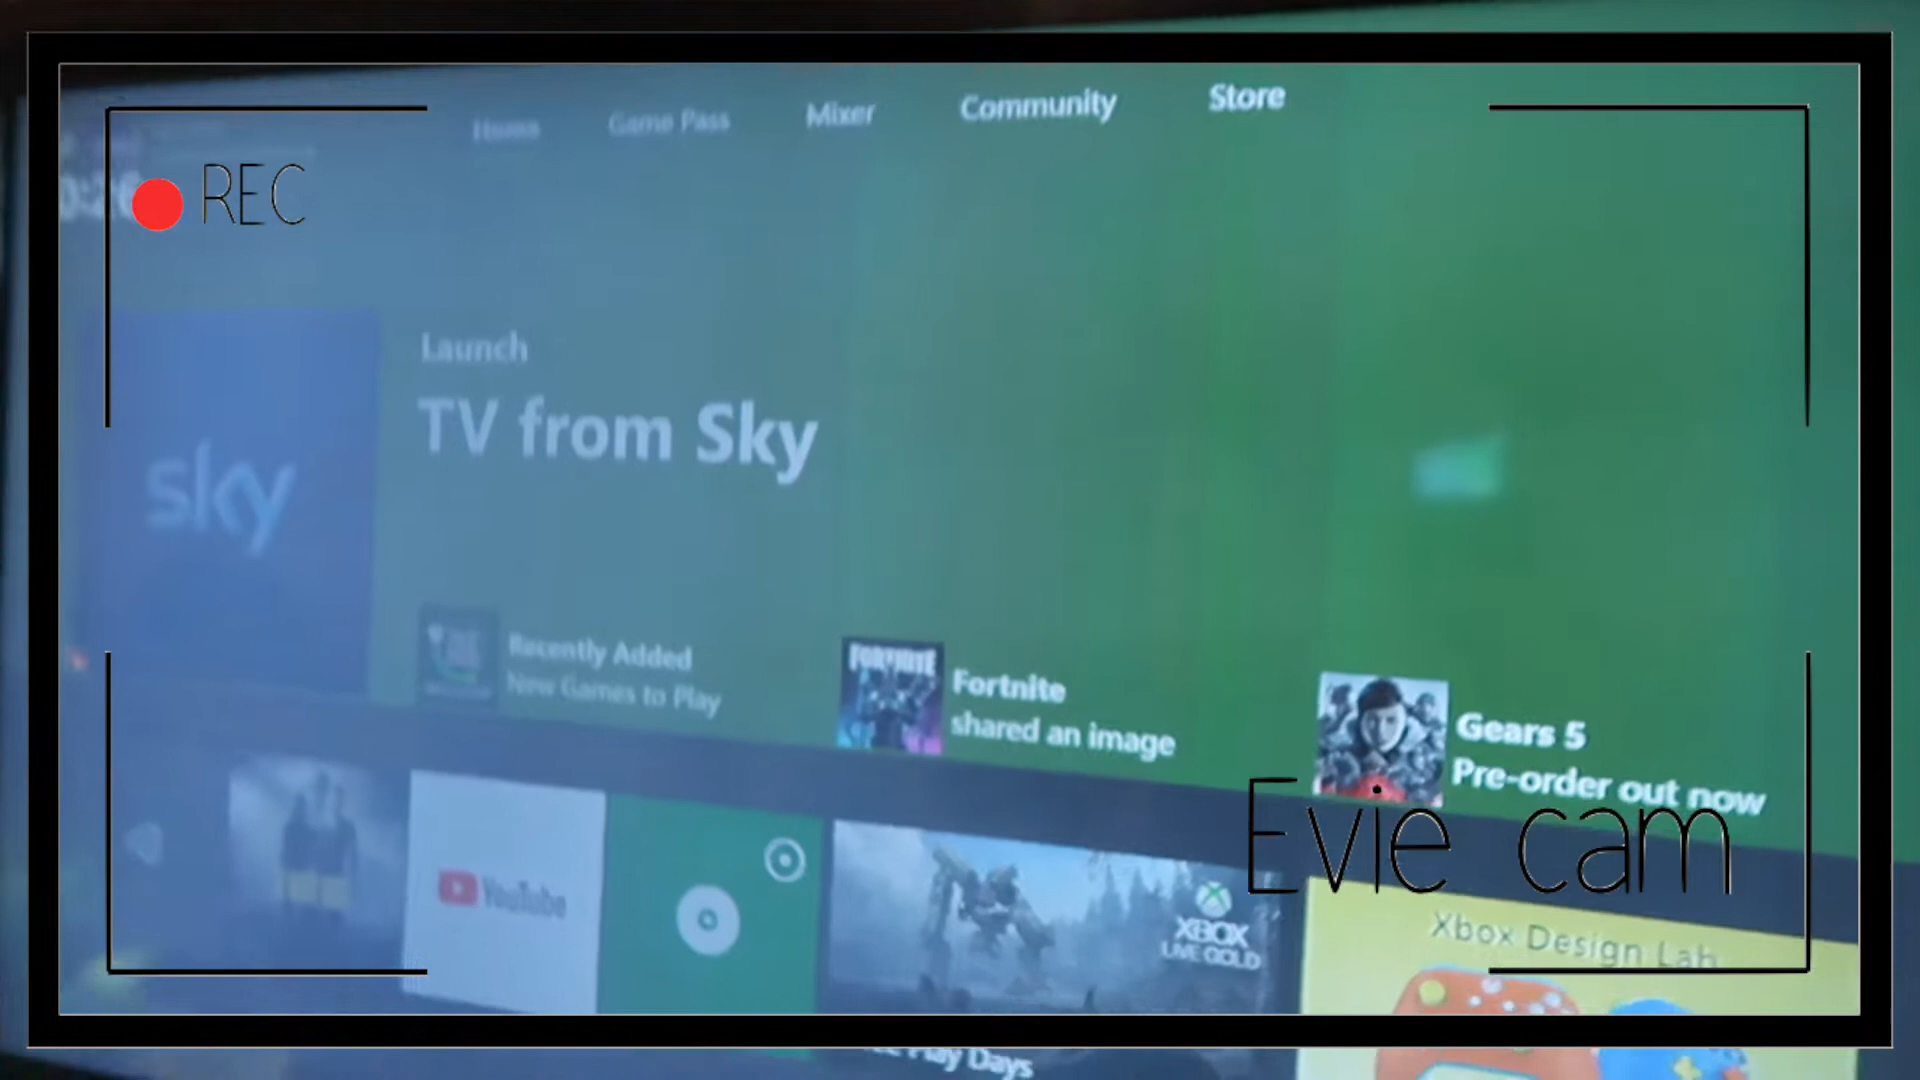 Home
Game Pass
Mixer
Community
Store
REC
Launch
TV from Sky
sky
Recently Added
New Games to Play
Fortnite
shared an image
FORTNITE
Gears 5
Pre-order out now
Evie cam
YouTube
XBOX
LIVE GOLD
Xbox Design Lab
Play Days